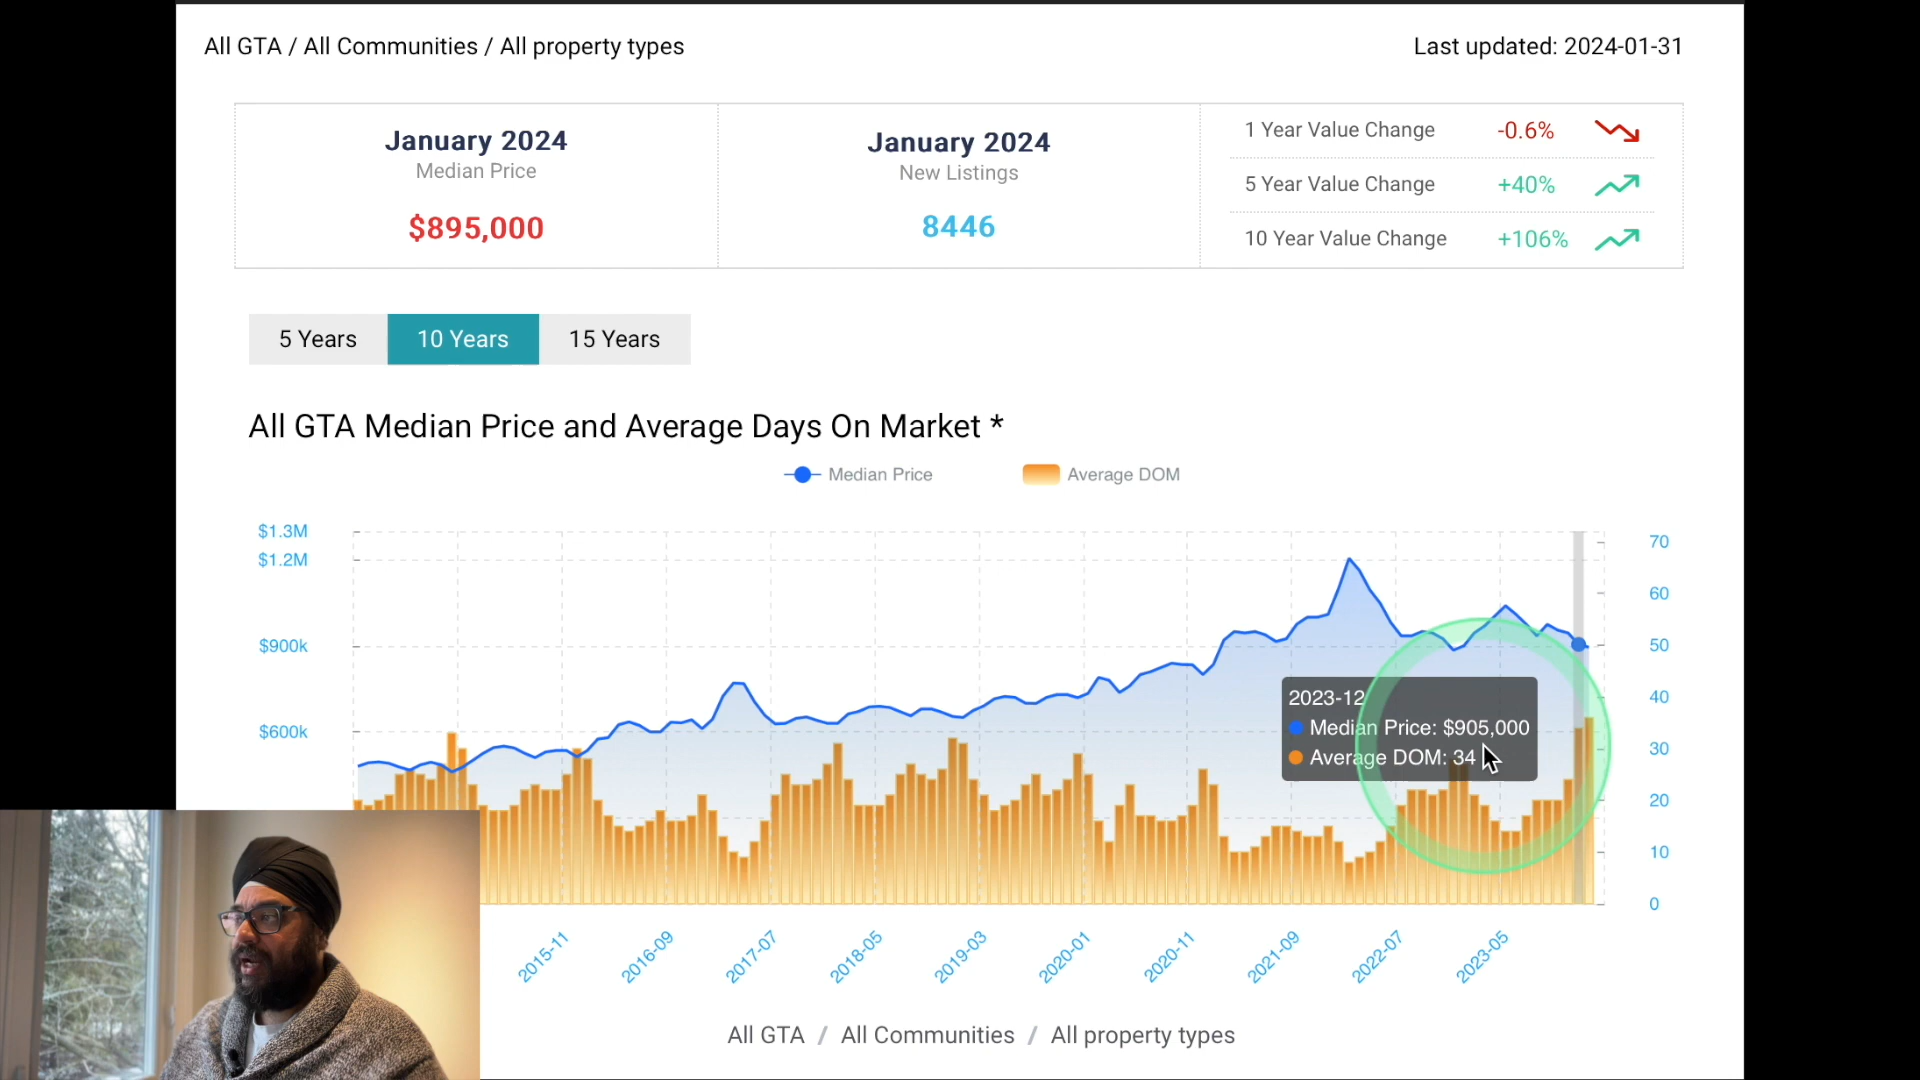 All GTA / All Communities / All property types
Last updated: 2024-01-31
January 2024
Median Price
$895,000
January 2024
New Listings
8446
1 Year Value Change -0.6%
5 Year Value Change +40%
10 Year Value Change +106%
5 Years 10 Years 15 Years
All GTA Median Price and Average Days On Market *
Median Price Average DOM
$1.3M
$1.2M
$900k
$600k
70
60
50
40
30
20
10
0
2023-12
Median Price: $905,000
Average DOM: 34
2015-11 2016-09 2017-07 2018-05 2019-03 2020-01 2020-11 2021-09 2022-07 2023-05
All GTA / All Communities / All property types